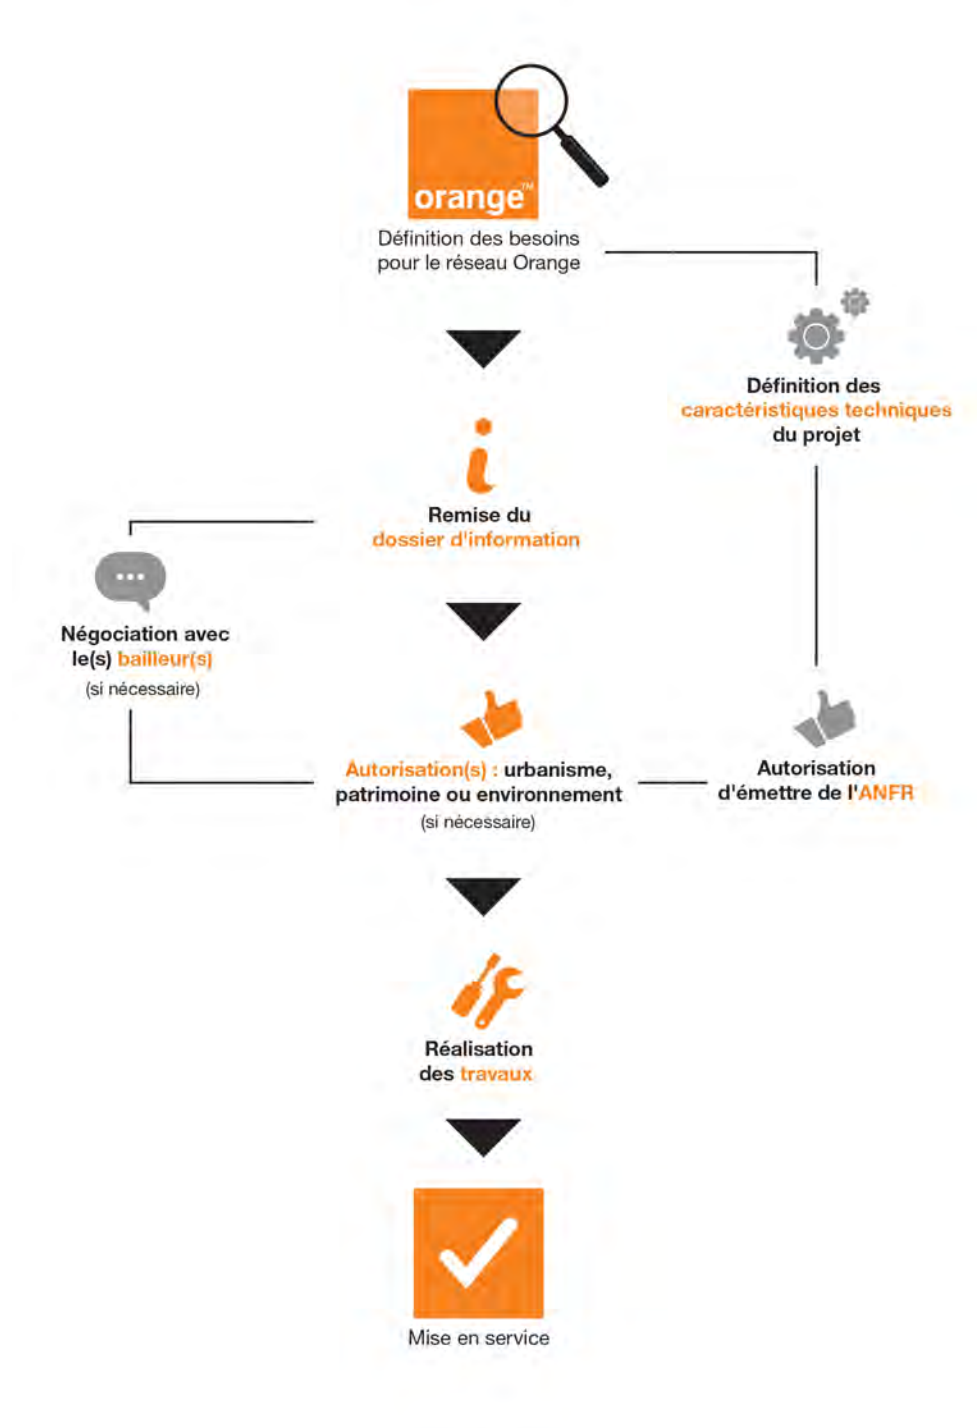 orange™
Définition des besoins
pour le réseau Orange
Définition des
caractéristiques techniques
du projet
Remise du
dossier d'information
Négociation avec
le(s) bailleur(s)
(si nécessaire)
Autorisation(s) : urbanisme,
patrimoine ou environnement
(si nécessaire)
Autorisation
d'émettre de l'ANFR
Réalisation
des travaux
Mise en service